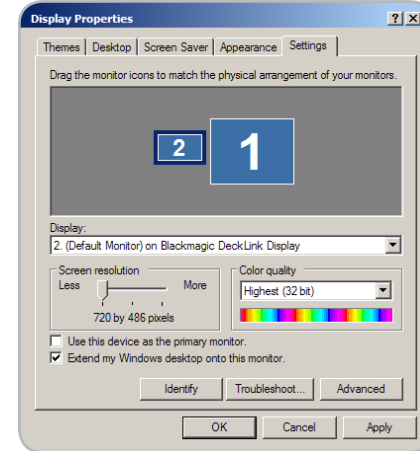 Display Properties
Themes Desktop Screen Saver Appearance Settings
Drag the monitor icons to match the physical arrangement of your monitors.
2 1
Display:
2. (Default Monitor) on Blackmagic DeckLink Display
Screen resolution
Less More
720 by 486 pixels
Color quality
Highest (32 bit)
Use this device as the primary monitor.
Extend my Windows desktop onto this monitor.
Identify Troubleshoot... Advanced
OK Cancel Apply